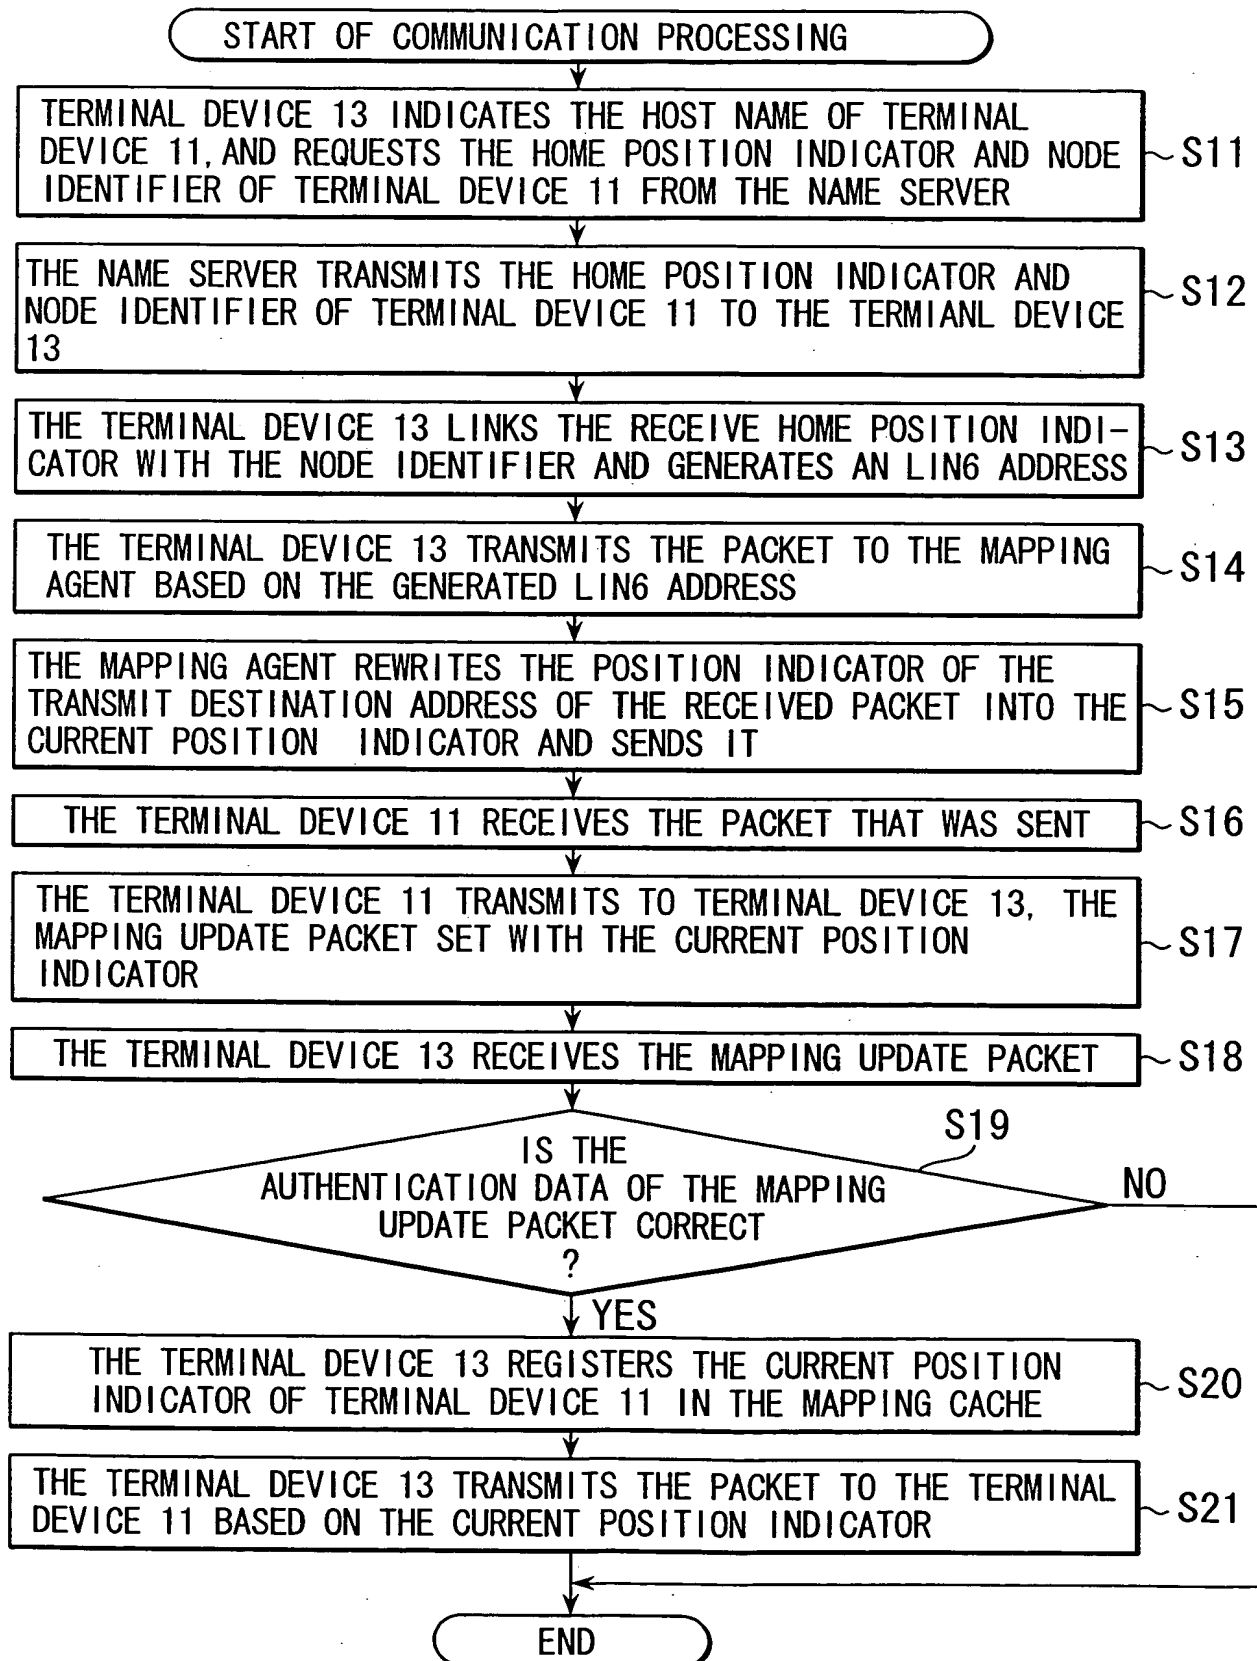 START OF COMMUNICATION PROCESSING
TERMINAL DEVICE 13 INDICATES THE HOST NAME OF TERMINAL
DEVICE 11, AND REQUESTS THE HOME POSITION INDICATOR AND NODE
IDENTIFIER OF TERMINAL DEVICE 11 FROM THE NAME SERVER
S11
THE NAME SERVER TRANSMITS THE HOME POSITION INDICATOR AND
NODE IDENTIFIER OF TERMINAL DEVICE 11 TO THE TERMIANL DEVICE
13
S12
THE TERMINAL DEVICE 13 LINKS THE RECEIVE HOME POSITION INDI-
CATOR WITH THE NODE IDENTIFIER AND GENERATES AN LIN6 ADDRESS
S13
THE TERMINAL DEVICE 13 TRANSMITS THE PACKET TO THE MAPPING
AGENT BASED ON THE GENERATED LIN6 ADDRESS
S14
THE MAPPING AGENT REWRITES THE POSITION INDICATOR OF THE
TRANSMIT DESTINATION ADDRESS OF THE RECEIVED PACKET INTO THE
CURRENT POSITION INDICATOR AND SENDS IT
S15
THE TERMINAL DEVICE 11 RECEIVES THE PACKET THAT WAS SENT
S16
THE TERMINAL DEVICE 11 TRANSMITS TO TERMINAL DEVICE 13, THE
MAPPING UPDATE PACKET SET WITH THE CURRENT POSITION
INDICATOR
S17
THE TERMINAL DEVICE 13 RECEIVES THE MAPPING UPDATE PACKET
S18
S19
IS THE
AUTHENTICATION DATA OF THE MAPPING
UPDATE PACKET CORRECT
?
NO
YES
THE TERMINAL DEVICE 13 REGISTERS THE CURRENT POSITION
INDICATOR OF TERMINAL DEVICE 11 IN THE MAPPING CACHE
S20
THE TERMINAL DEVICE 13 TRANSMITS THE PACKET TO THE TERMINAL
DEVICE 11 BASED ON THE CURRENT POSITION INDICATOR
S21
END